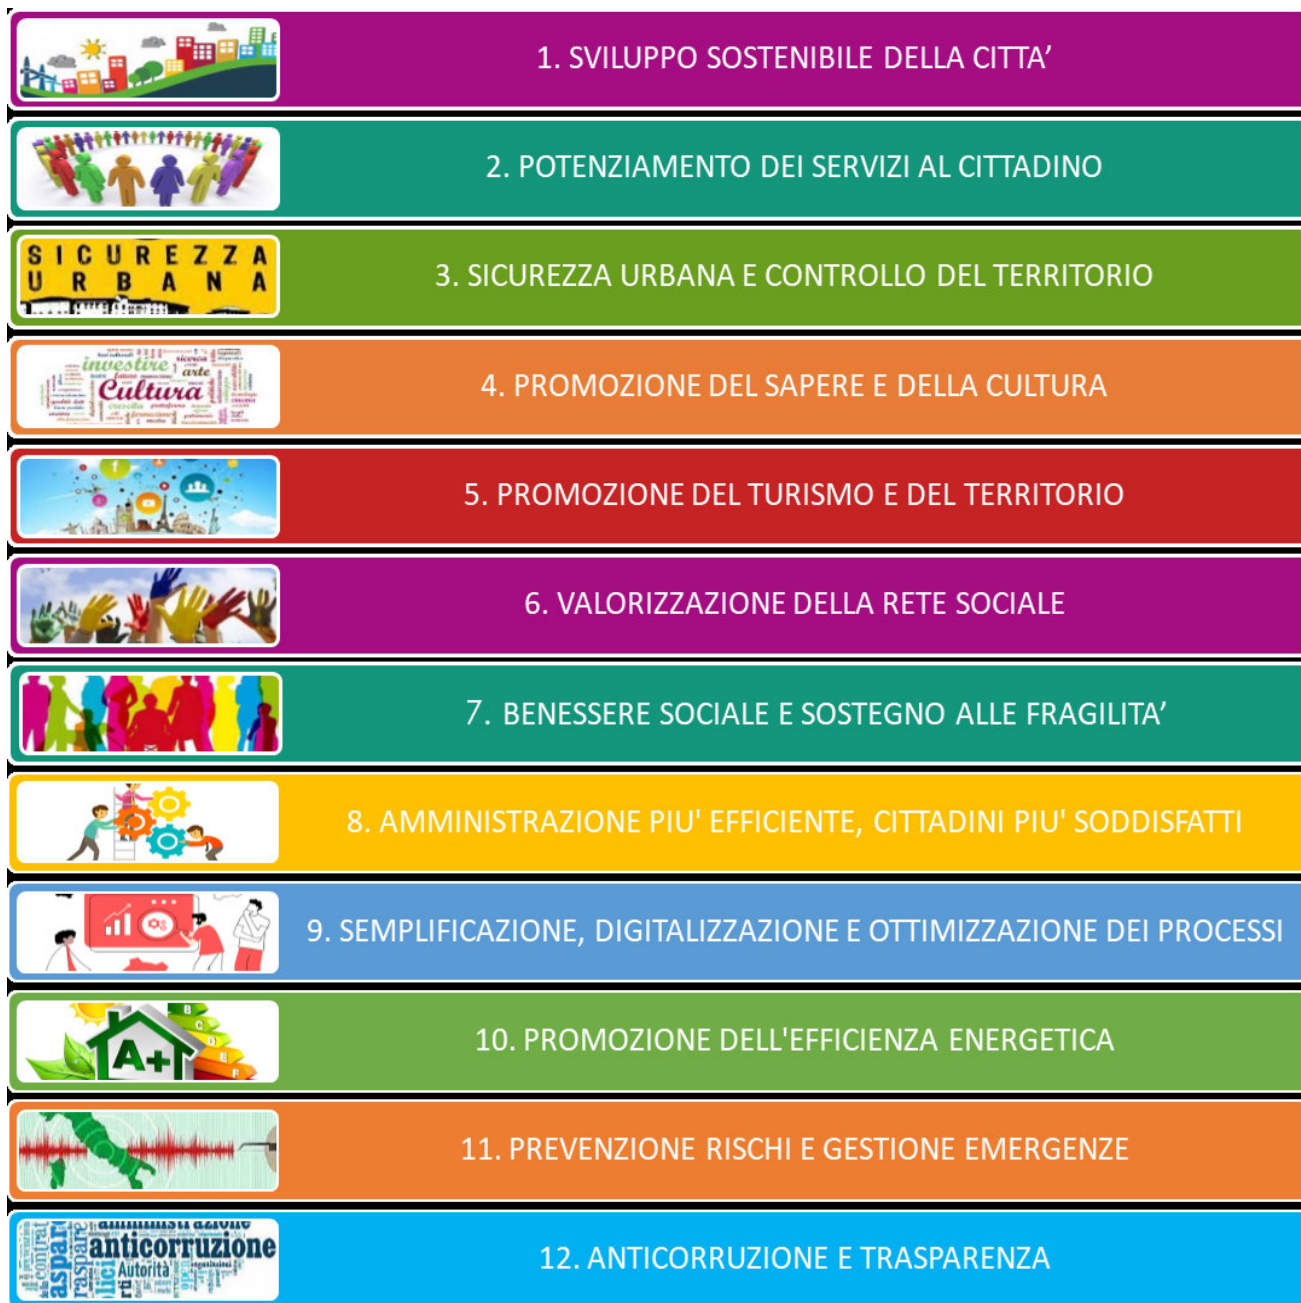 1. SVILUPPO SOSTENIBILE DELLA CITTA’
2. POTENZIAMENTO DEI SERVIZI AL CITTADINO
SICUREZZA
URBANA
3. SICUREZZA URBANA E CONTROLLO DEL TERRITORIO
investire
ricerca
arte
Cultura
crescita
4. PROMOZIONE DEL SAPERE E DELLA CULTURA
5. PROMOZIONE DEL TURISMO E DEL TERRITORIO
6. VALORIZZAZIONE DELLA RETE SOCIALE
7. BENESSERE SOCIALE E SOSTEGNO ALLE FRAGILITA’
8. AMMINISTRAZIONE PIU' EFFICIENTE, CITTADINI PIU' SODDISFATTI
9. SEMPLIFICAZIONE, DIGITALIZZAZIONE E OTTIMIZZAZIONE DEI PROCESSI
A+
B
C
D
E
F
10. PROMOZIONE DELL'EFFICIENZA ENERGETICA
11. PREVENZIONE RISCHI E GESTIONE EMERGENZE
amministrazione
anticorruzione
Autorità
12. ANTICORRUZIONE E TRASPARENZA